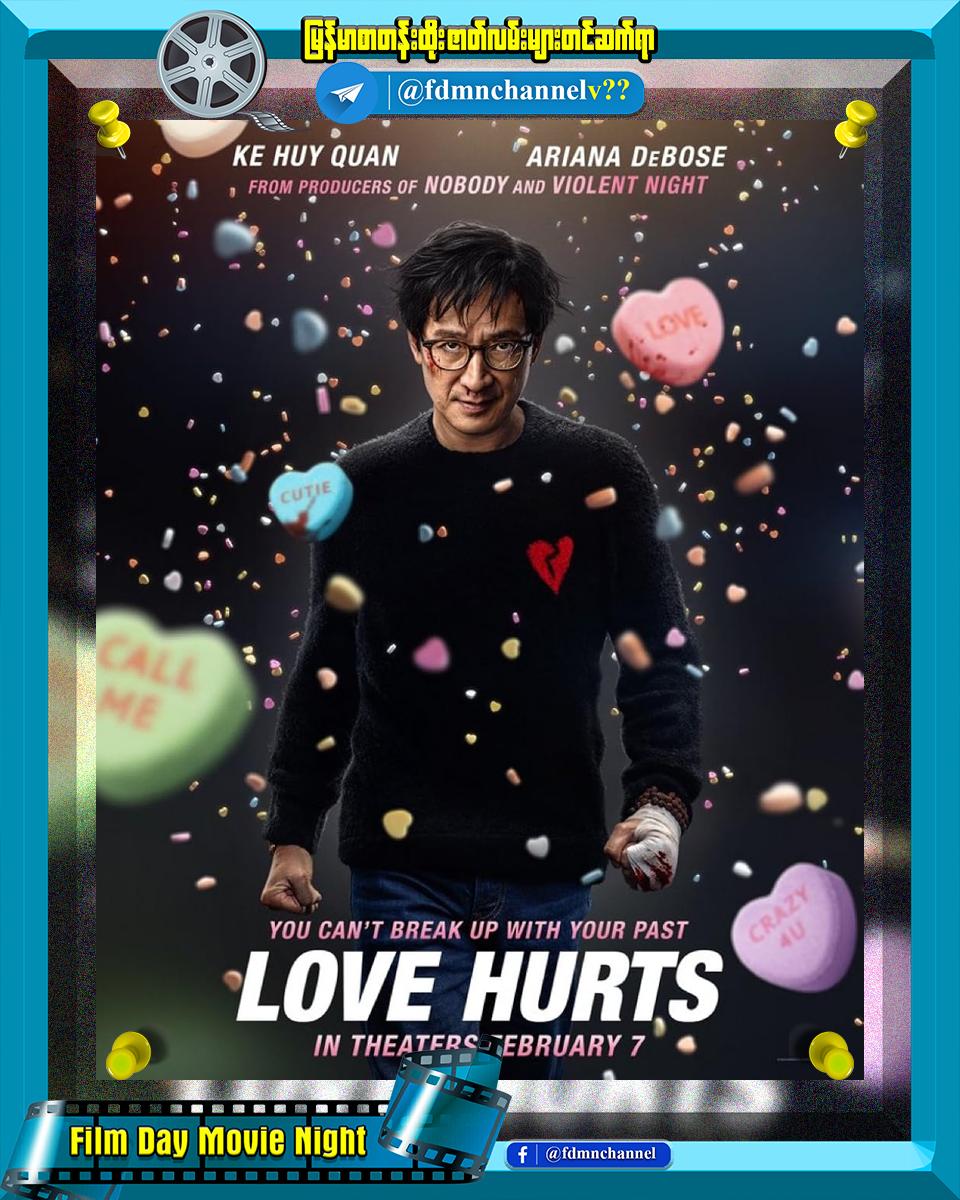 မြန်မာစာတန်းထိုးဇာတ်လမ်းများတင်ဆက်ရာ
@fdmnchannelv??
KE HUY QUAN ARIANA DEBOSE
FROM PRODUCERS OF NOBODY AND VIOLENT NIGHT
LOVE
CUTIE
CALL
ME
CRAZY
4U
YOU CAN'T BREAK UP WITH YOUR PAST
LOVE HURTS
IN THEATERS FEBRUARY 7
Film Day Movie Night
@fdmnchannel